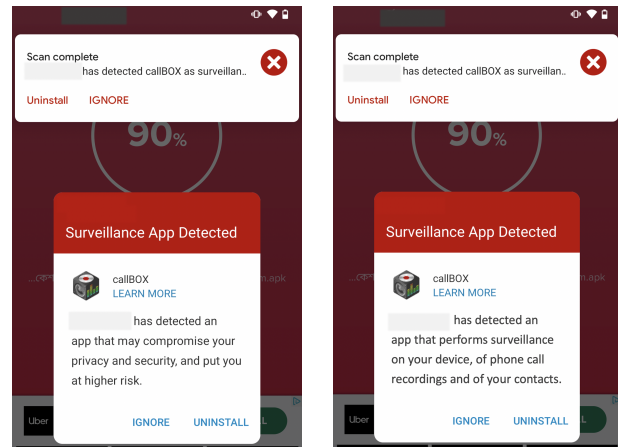 Scan complete
has detected callBOX as surveillan..
Uninstall IGNORE
90%
Surveillance App Detected
callBOX
LEARN MORE
has detected an
app that may compromise your
privacy and security, and put you
at higher risk.
Uber
IGNORE UNINSTALL
Scan complete
has detected callBOX as surveillan..
Uninstall IGNORE
90%
Surveillance App Detected
callBOX
LEARN MORE
has detected an
app that performs surveillance
on your device, of phone call
recordings and of your contacts.
Uber
IGNORE UNINSTALL